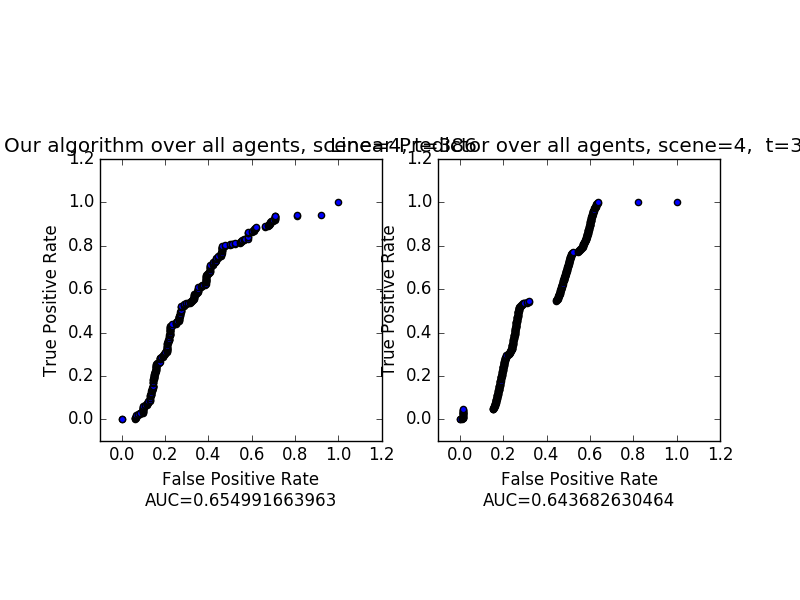 Our algorithm over all agents, scene=4, t=386
Linear Predictor over all agents, scene=4, t=3
1.2
1.0
0.8
0.6
0.4
0.2
0.0
True Positive Rate
0.0 0.2 0.4 0.6 0.8 1.0 1.2
False Positive Rate
AUC=0.654991663963
1.2
1.0
0.8
0.6
0.4
0.2
0.0
True Positive Rate
0.0 0.2 0.4 0.6 0.8 1.0 1.2
False Positive Rate
AUC=0.643682630464